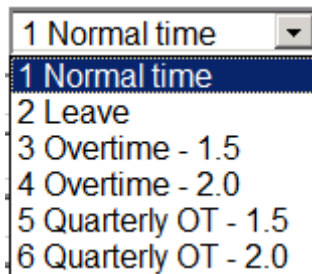 1 Normal time
1 Normal time
2 Leave
3 Overtime - 1.5
4 Overtime - 2.0
5 Quarterly OT - 1.5
6 Quarterly OT - 2.0